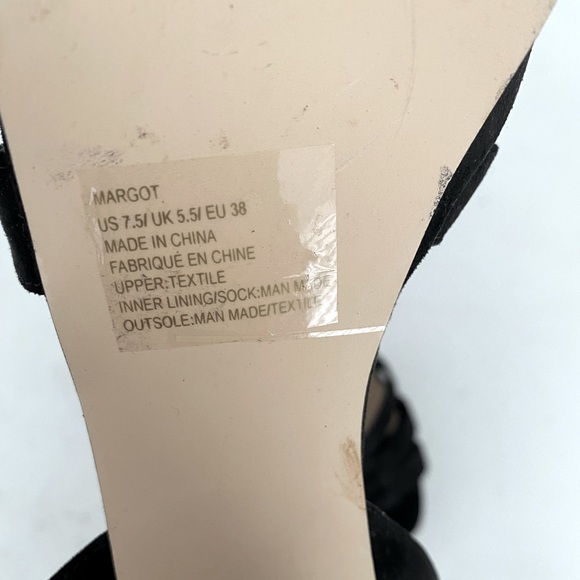 MARGOT
US 7.5/ UK 5.5/ EU 38
MADE IN CHINA
FABRIQUÉ EN CHINE
UPPER:TEXTILE
INNER LINING/SOCK:MAN MADE
OUTSOLE:MAN MADE/TEXTILE